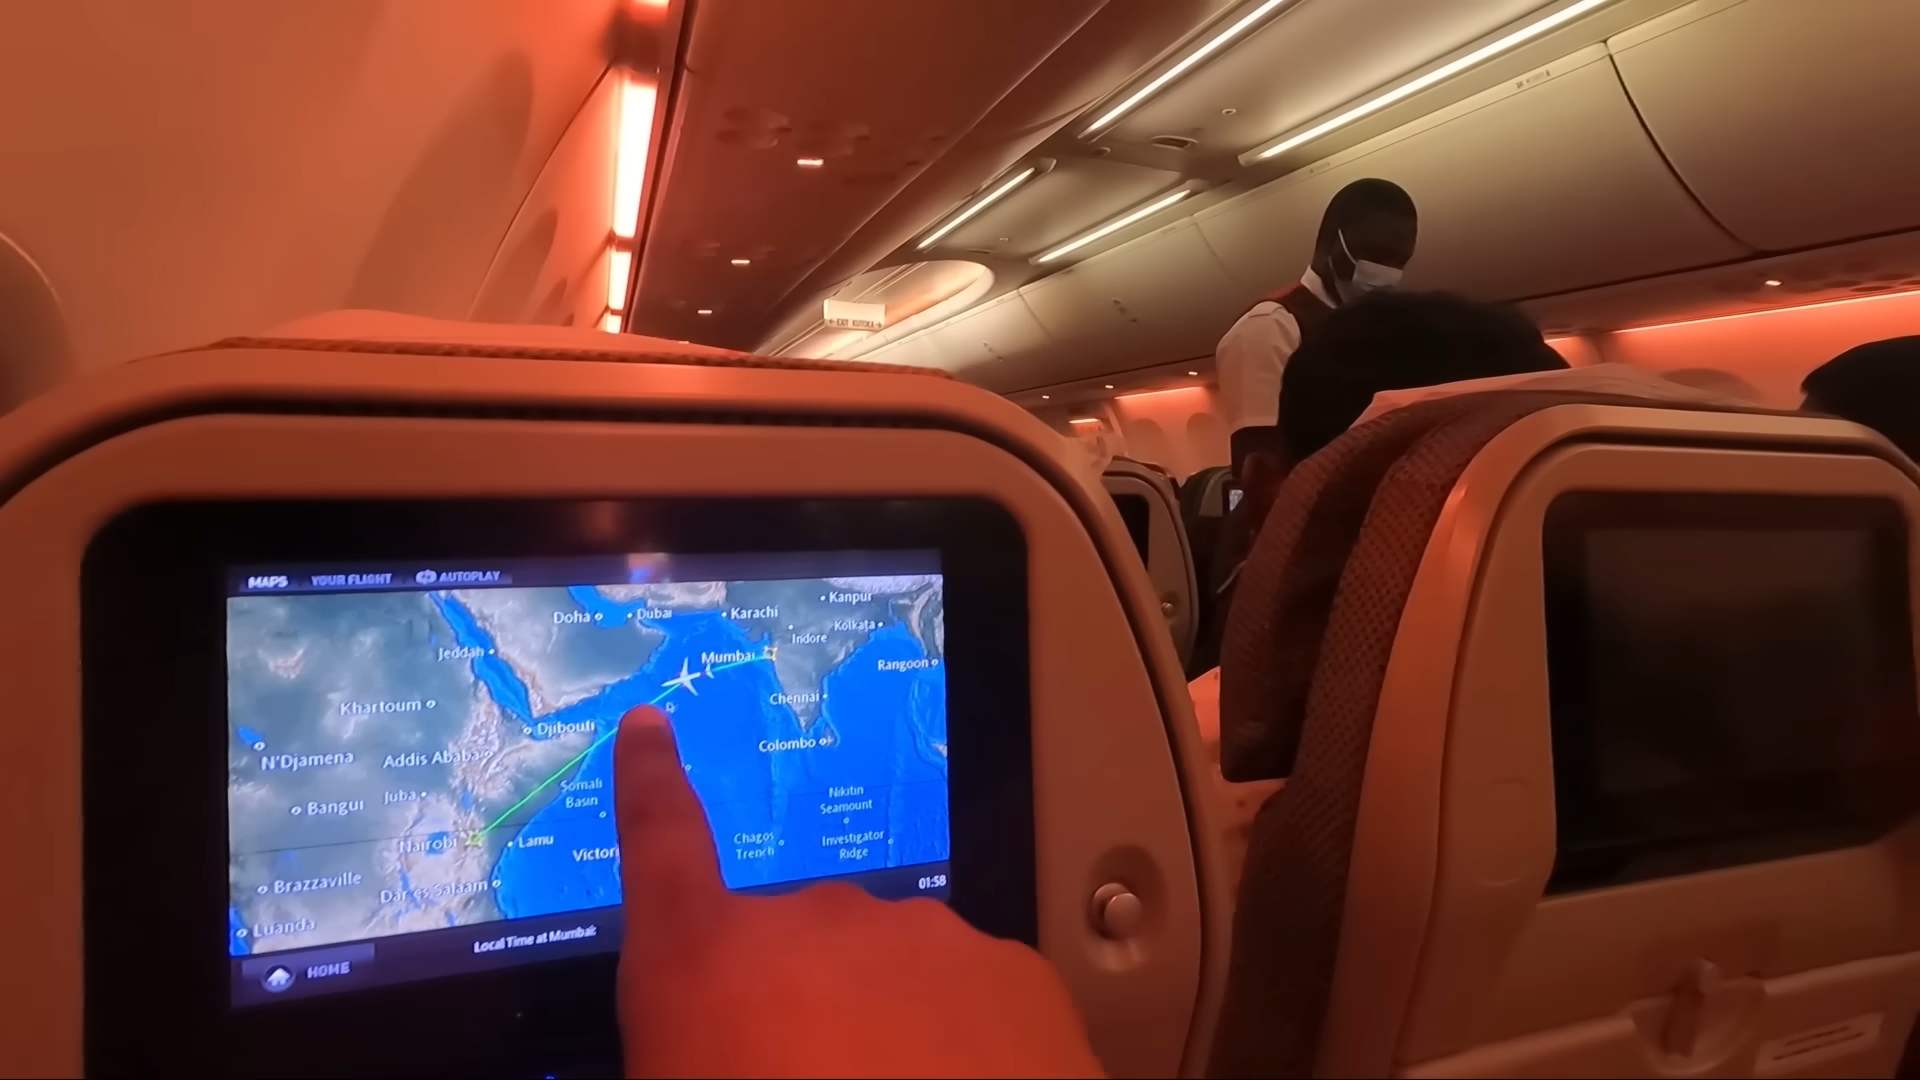 ← EXIT KUTOKA →
MAPS YOUR FLIGHT AUTOPLAY
Kanpur
Doha Dubai Karachi
Indore Kolkata
Jeddah Mumbai Rangoon
Khartoum Chennai
Djibouti
Colombo
N'Djamena Addis Ababa
Somali
Basin
Nikitin
Seamount
Bangui Juba
Nairobi Lamu
Chagos
Trench
Investigator
Ridge
Victori
Brazzaville Dar es Salaam
01:58
Luanda
Local Time at Mumbai:
HOME